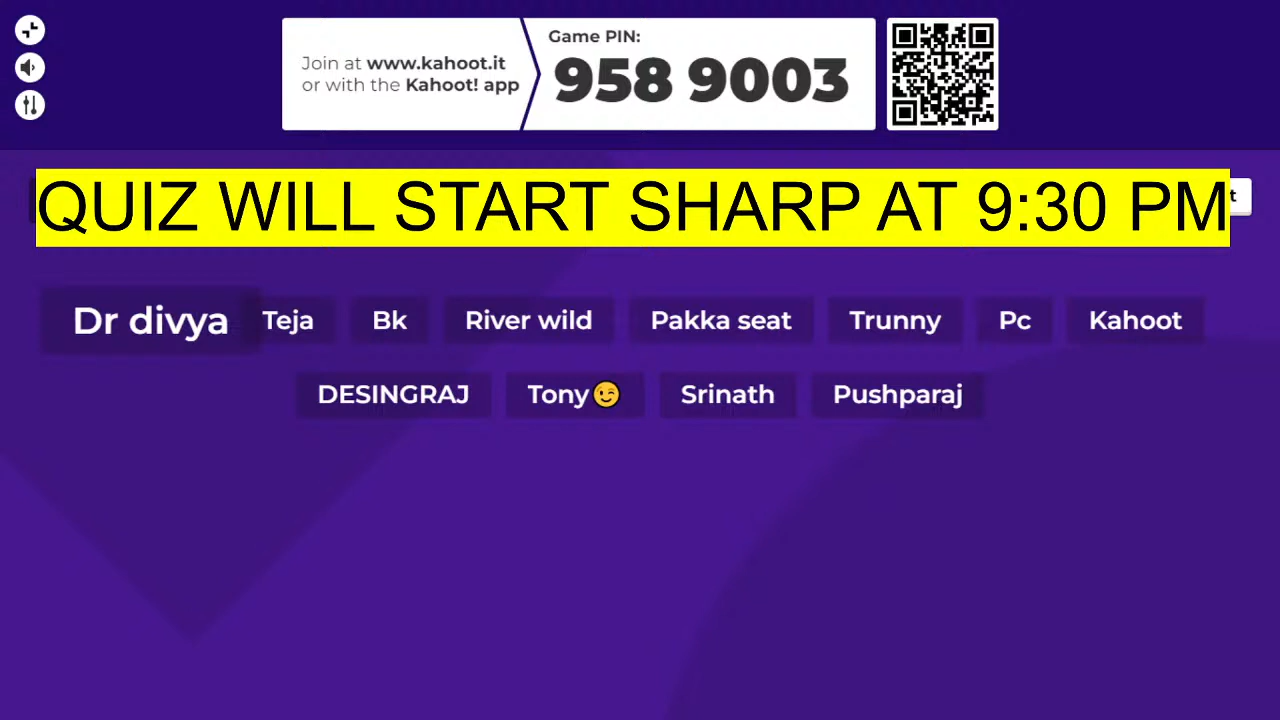 Join at www.kahoot.it
or with the Kahoot! app
Game PIN:
958 9003
QUIZ WILL START SHARP AT 9:30 PM
Dr divya Teja Bk River wild Pakka seat Trunny Pc Kahoot
DESINGRAJ Tony😉 Srinath Pushparaj